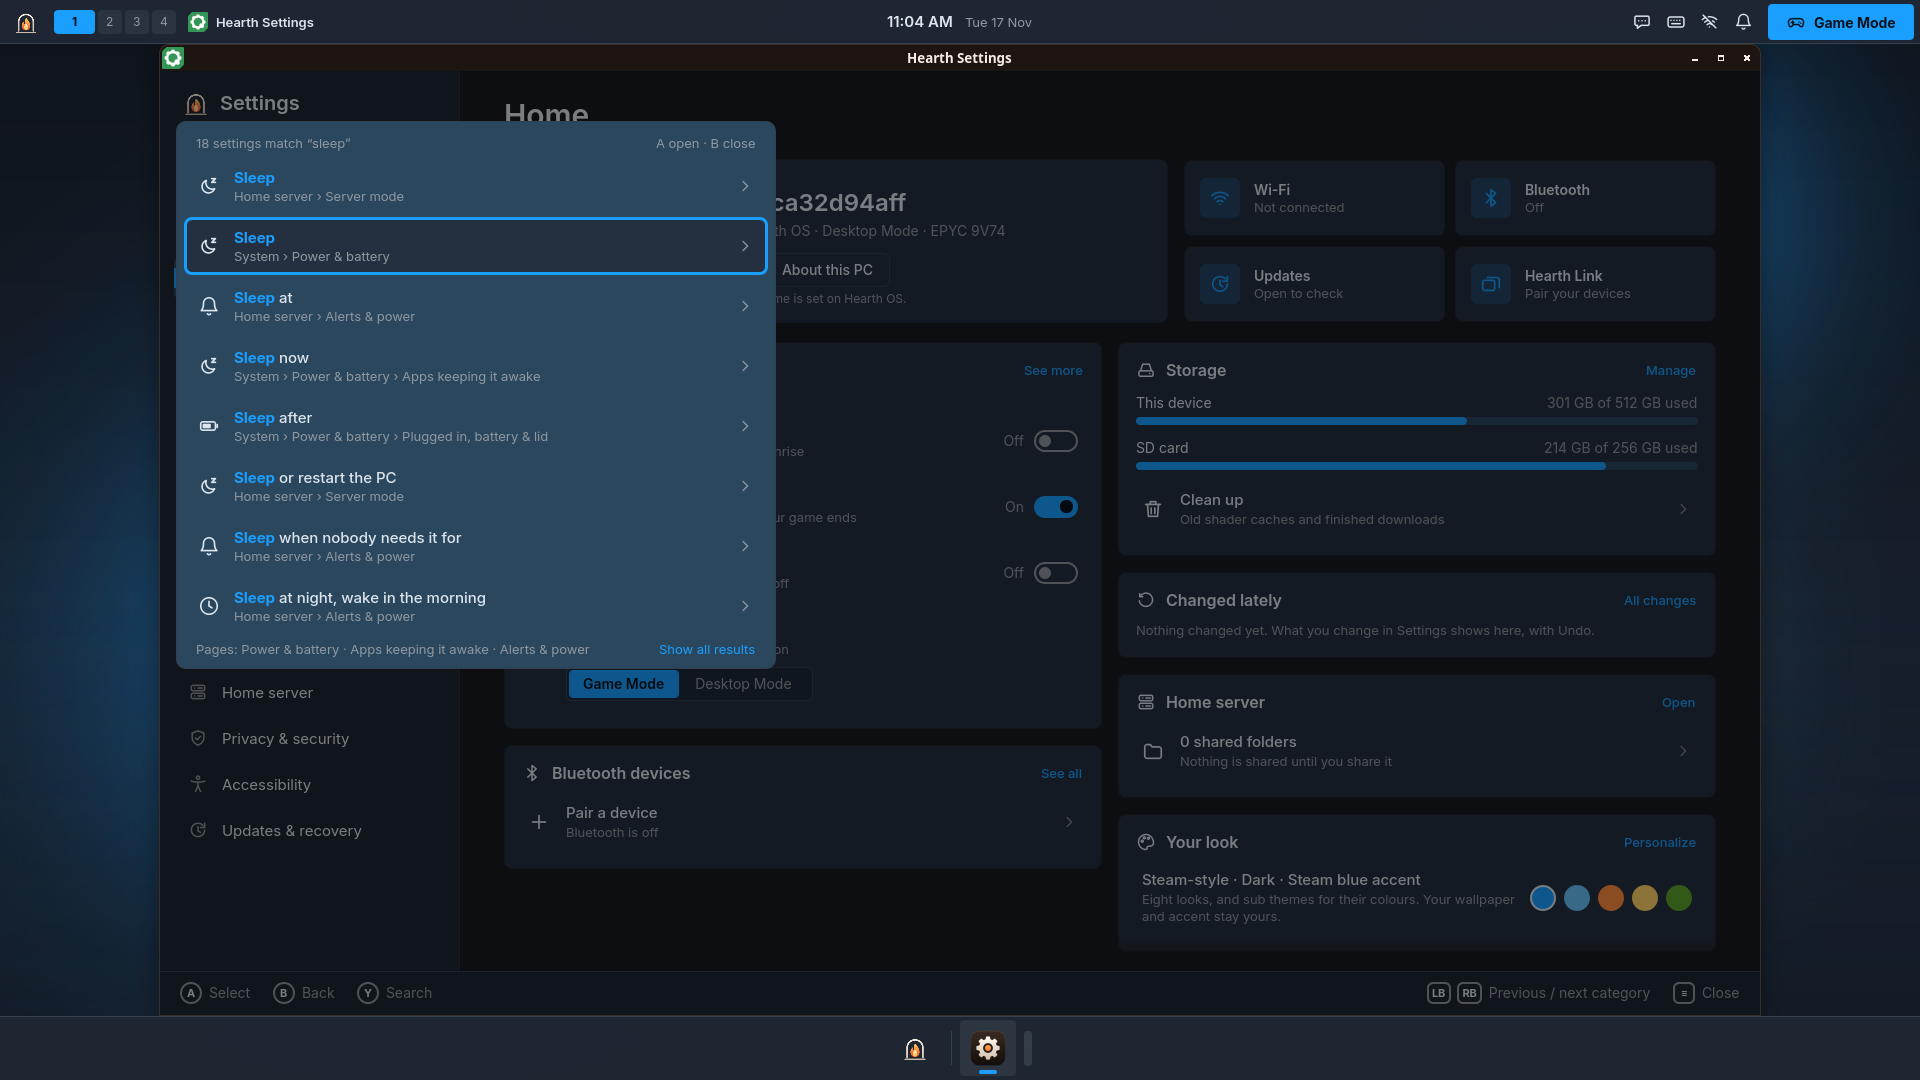 1 2 3 4 Hearth Settings
11:04 AM Tue 17 Nov
Game Mode
Hearth Settings
Settings
Home
18 settings match “sleep”
A open · B close
Sleep
Home server › Server mode
Sleep
System › Power & battery
Sleep at
Home server › Alerts & power
Sleep now
System › Power & battery › Apps keeping it awake
Sleep after
System › Power & battery › Plugged in, battery & lid
Sleep or restart the PC
Home server › Server mode
Sleep when nobody needs it for
Home server › Alerts & power
Sleep at night, wake in the morning
Home server › Alerts & power
Pages: Power & battery · Apps keeping it awake · Alerts & power
Show all results
Home server
Privacy & security
Accessibility
Updates & recovery
ca32d94aff
OS · Desktop Mode · EPYC 9V74
About this PC
is set on Hearth OS.
Wi-Fi
Not connected
Bluetooth
Off
Updates
Open to check
Hearth Link
Pair your devices
See more
Off
On
game ends
Off
Game Mode
Desktop Mode
Bluetooth devices
See all
Pair a device
Bluetooth is off
Storage
Manage
This device
301 GB of 512 GB used
SD card
214 GB of 256 GB used
Clean up
Old shader caches and finished downloads
Changed lately
All changes
Nothing changed yet. What you change in Settings shows here, with Undo.
Home server
Open
0 shared folders
Nothing is shared until you share it
Your look
Personalize
Steam-style · Dark · Steam blue accent
Eight looks, and sub themes for their colours. Your wallpaper
and accent stay yours.
A Select B Back Y Search
LB RB Previous / next category Close